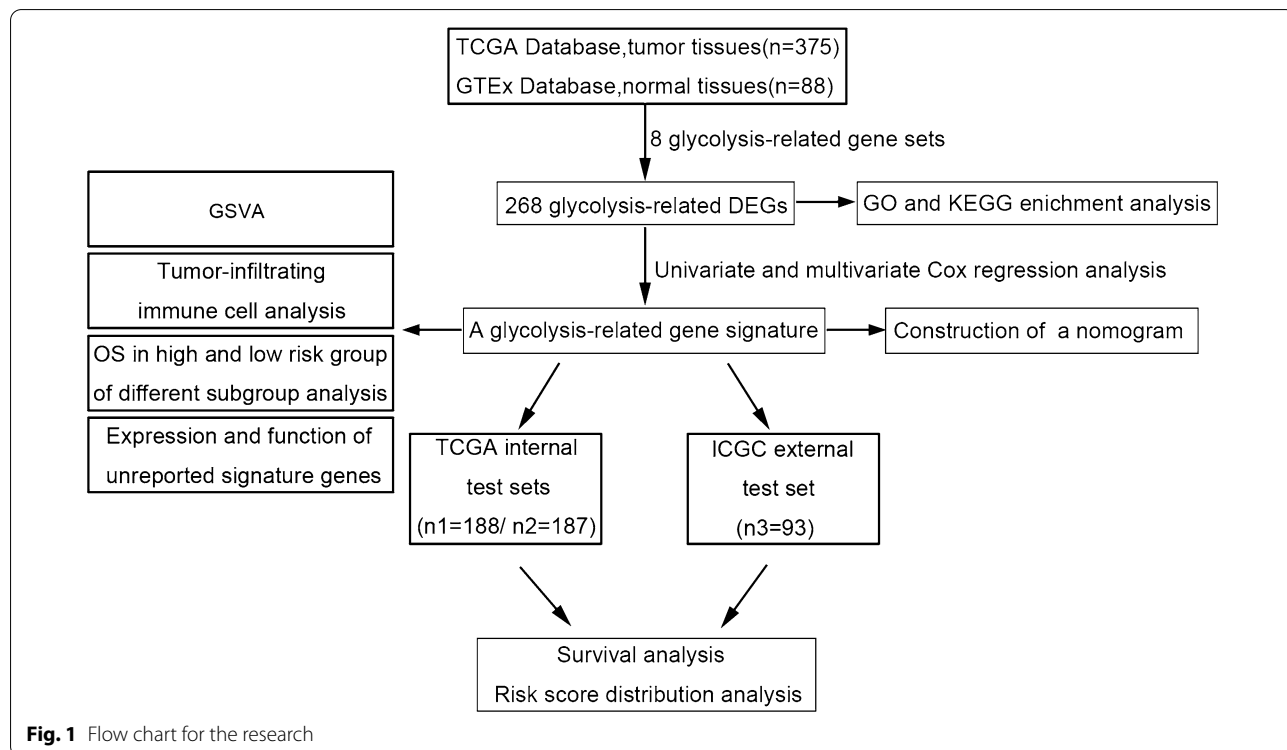 TCGA Database,tumor tissues(n=375)
GTEx Database,normal tissues(n=88)
8 glycolysis-related gene sets
268 glycolysis-related DEGs
GO and KEGG enichment analysis
Univariate and multivariate Cox regression analysis
GSVA
Tumor-infiltrating
immune cell analysis
OS in high and low risk group
of different subgroup analysis
Expression and function of
unreported signature genes
A glycolysis-related gene signature
Construction of a nomogram
TCGA internal
test sets
(n1=188/ n2=187)
ICGC external
test set
(n3=93)
Survival analysis
Risk score distribution analysis
Fig. 1 Flow chart for the research